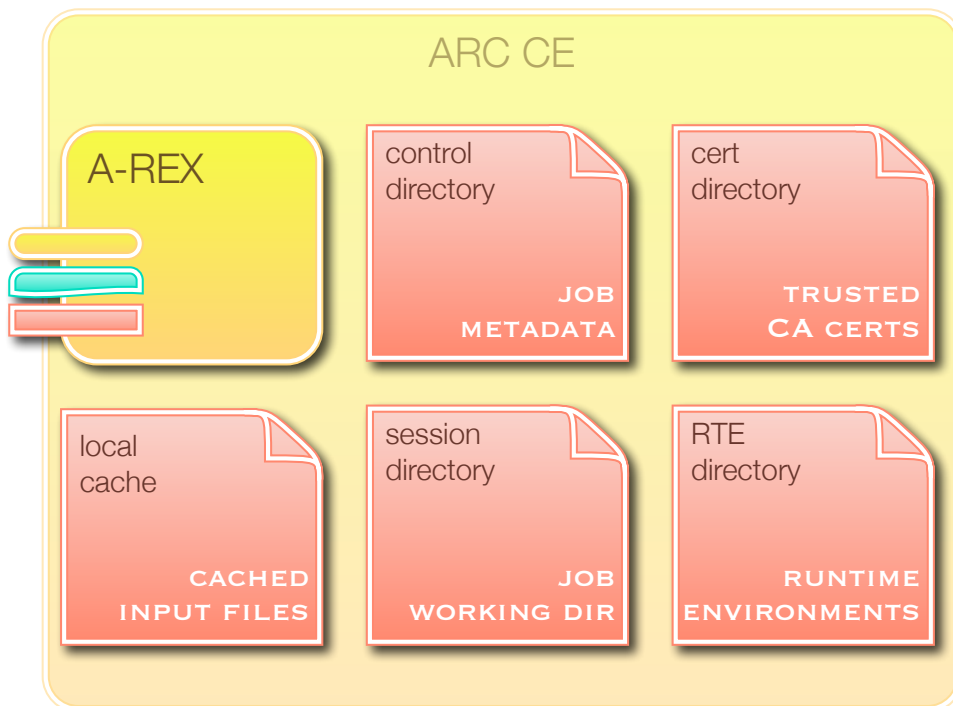 ARC CE
A-REX
control
directory
JOB
METADATA
cert
directory
TRUSTED
CA CERTS
local
cache
CACHED
INPUT FILES
session
directory
JOB
WORKING DIR
RTE
directory
RUNTIME
ENVIRONMENTS